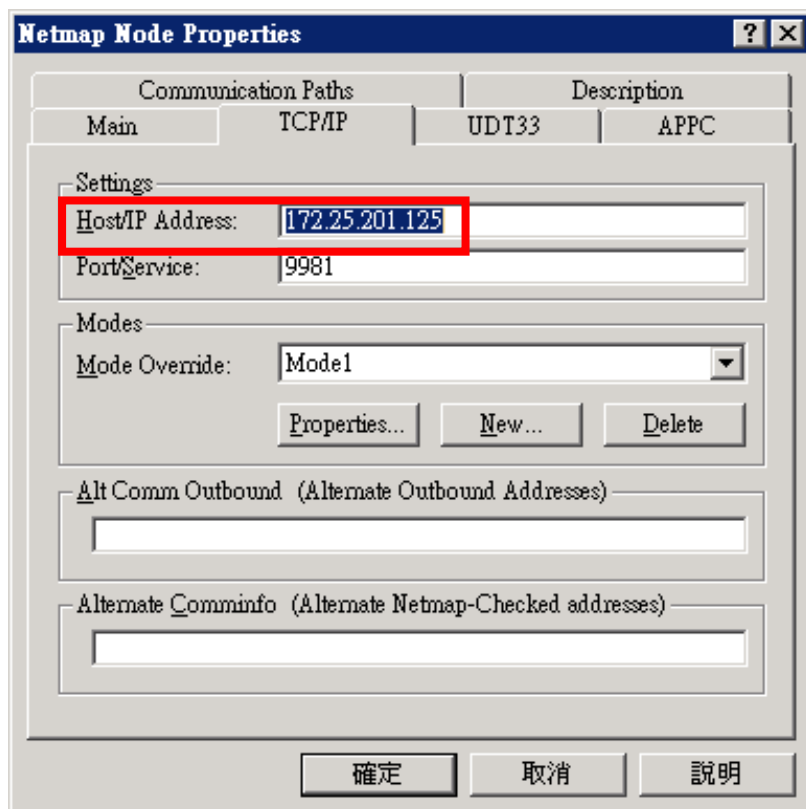 Netmap Node Properties
Communication Paths Description
Main TCP/IP UDT33 APPC
Settings
Host/IP Address: 172.25.201.125
Port/Service: 9981
Modes
Mode Override: Mode1
Properties... New... Delete
Alt Comm Outbound (Alternate Outbound Addresses)
Alternate Comminfo (Alternate Netmap-Checked addresses)
確定 取消 說明